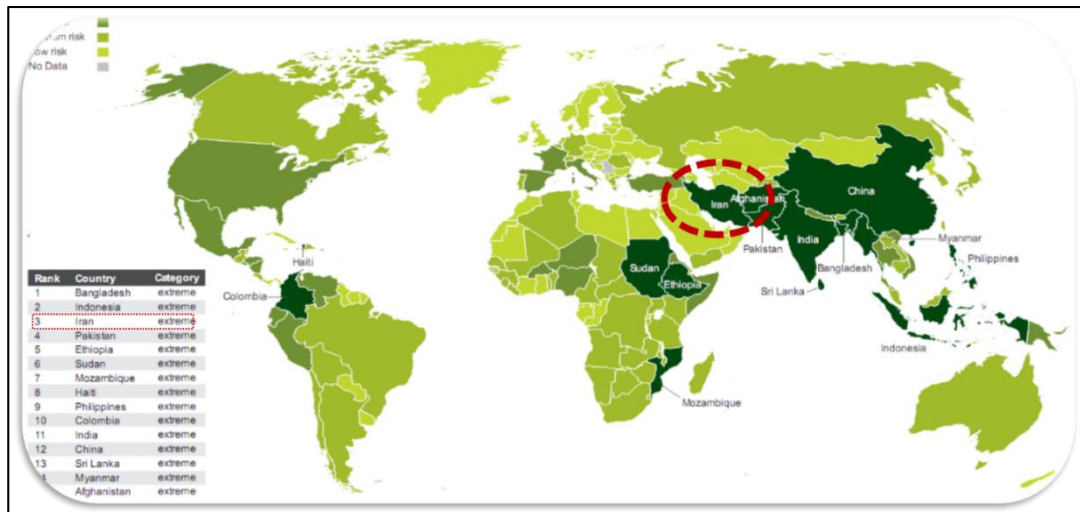 risk
risk
No Data
Iran
Afghanistan
China
Pakistan
India
Bangladesh
Myanmar
Philippines
Sri Lanka
Indonesia
Sudan
Ethiopia
Mozambique
Haiti
Colombia
Rank Country Category
1 Bangladesh extreme
2 Indonesia extreme
3 Iran extreme
4 Pakistan extreme
5 Ethiopia extreme
6 Sudan extreme
7 Mozambique extreme
8 Haiti extreme
9 Philippines extreme
10 Colombia extreme
11 India extreme
12 China extreme
13 Sri Lanka extreme
Myanmar extreme
Afghanistan extreme